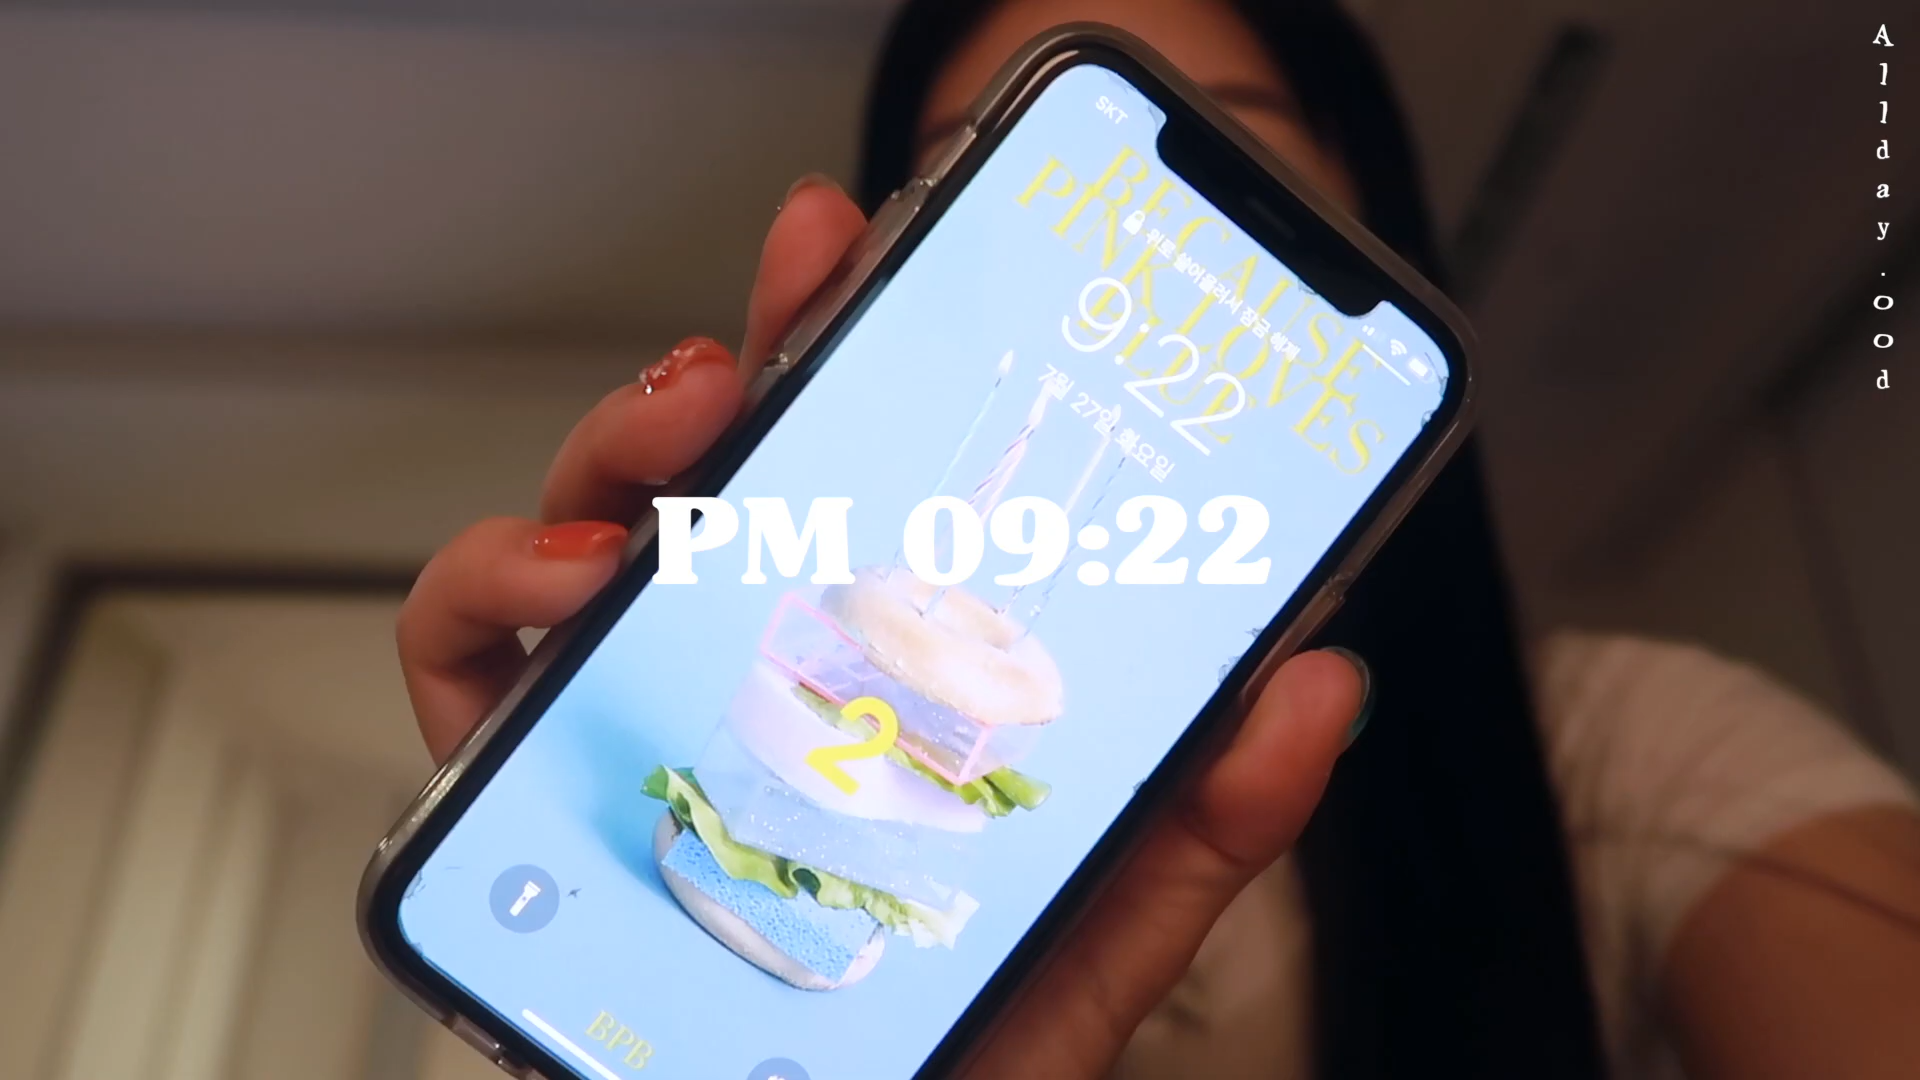 Allday.ood
SKT
BECAUSE
PINK LOVES
BLUE
위로 쓸어올려서 잠금 해제
9:22
7월 27일 화요일
PM 09:22
2
BPB